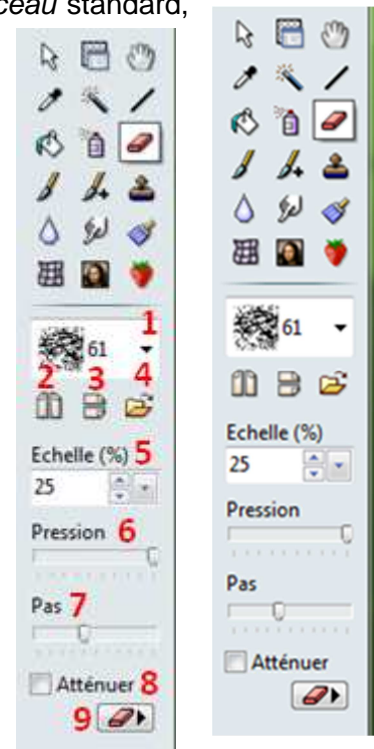 ceau standard,
61 1
2 3 4
Echelle (%) 5
25
Pression 6
Pas 7
Atténuer 8
9
61
Echelle (%)
25
Pression
Pas
Atténuer